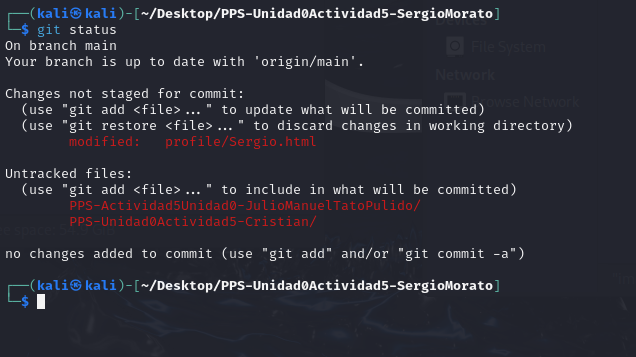 ┌──(kali㉿kali)-[~/Desktop/PPS-Unidad0Actividad5-SergioMorato]
└─$ git status
On branch main
Your branch is up to date with 'origin/main'.
File System
Changes not staged for commit:
Network
(use "git add <file>..." to update what will be committed)
Browse Network
(use "git restore <file>..." to discard changes in working directory)
modified:   profile/Sergio.html
Untracked files:
(use "git add <file>..." to include in what will be committed)
PPS-Actividad5Unidad0-JulioManuelTatoPulido/
PPS-Unidad0Actividad5-Cristian/
no changes added to commit (use "git add" and/or "git commit -a")
┌──(kali㉿kali)-[~/Desktop/PPS-Unidad0Actividad5-SergioMorato]
└─$